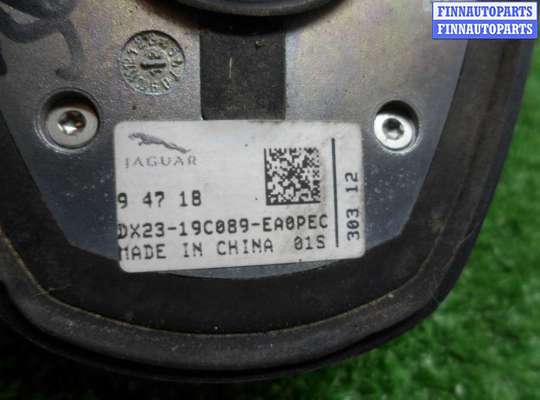 FINNAUTOPARTS
FINNAUTOPARTS
JAGUAR
9 47 18
DX23-19C089-EA0PEC
MADE IN CHINA 01S
303 12